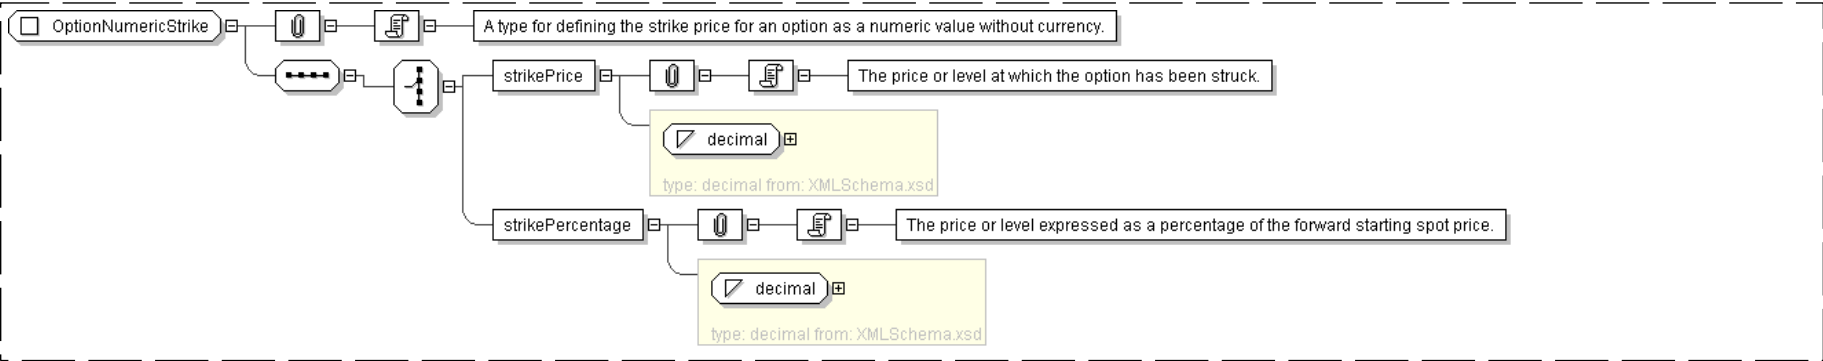 OptionNumericStrike
A type for defining the strike price for an option as a numeric value without currency.
strikePrice
The price or level at which the option has been struck.
decimal
type: decimal from: XMLSchema.xsd
strikePercentage
The price or level expressed as a percentage of the forward starting spot price.
decimal
type: decimal from: XMLSchema.xsd